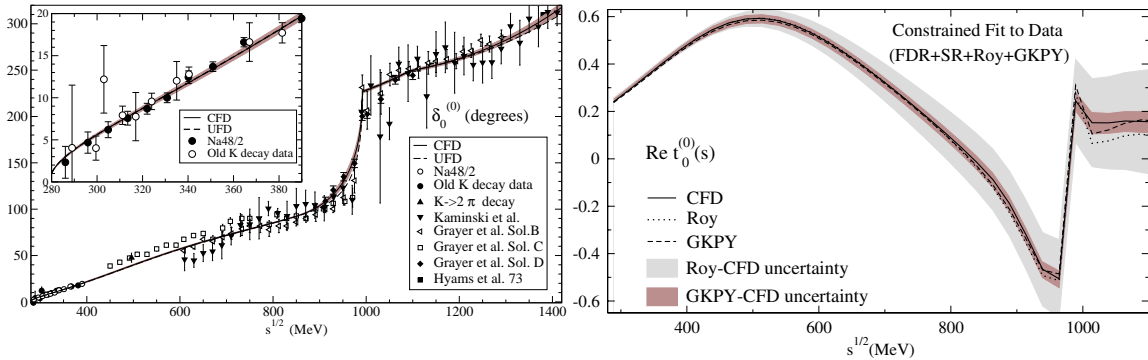 20
15
10
5
0
280 300 320 340 360 380
CFD
UFD
Na48/2
Old K decay data
300
250
200
150
100
50
0
400 600 800 1000 1200 1400
s^{1/2} (MeV)
δ_0^{(0)} (degrees)
CFD
UFD
Na48/2
Old K decay data
K->2 π decay
Kaminski et al.
Grayer et al. Sol.B
Grayer et al. Sol. C
Grayer et al. Sol. D
Hyams et al. 73
0.6
0.4
0.2
0
-0.2
-0.4
-0.6
400 600 800 1000
s^{1/2}(MeV)
Constrained Fit to Data
(FDR+SR+Roy+GKPY)
Re t_0^{(0)}(s)
CFD
Roy
GKPY
Roy-CFD uncertainty
GKPY-CFD uncertainty